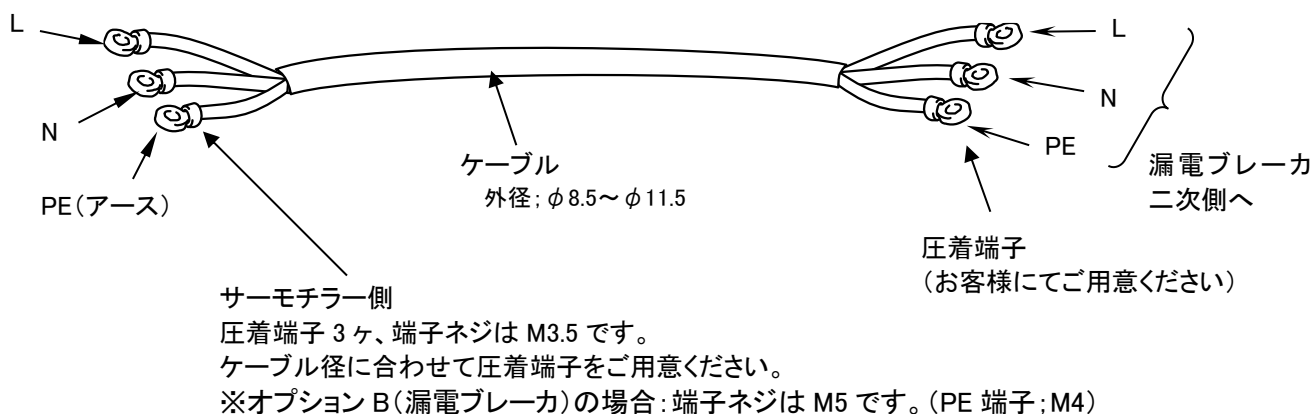 L
N
PE（アース）
ケーブル
外径；φ8.5～φ11.5
L
N
PE
漏電ブレーカ
二次側へ
圧着端子
（お客様にてご用意ください）
サーモチラー側
圧着端子 3 ヶ、端子ネジは M3.5 です。
ケーブル径に合わせて圧着端子をご用意ください。
※オプション B（漏電ブレーカ）の場合：端子ネジは M5 です。（PE 端子；M4）